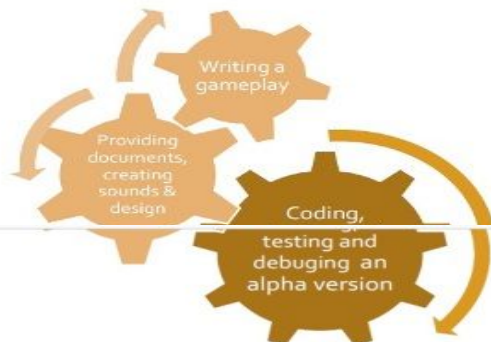 Writing a
gameplay
Providing
documents,
creating
sounds &
design
Coding,
testing and
debuging an
alpha version